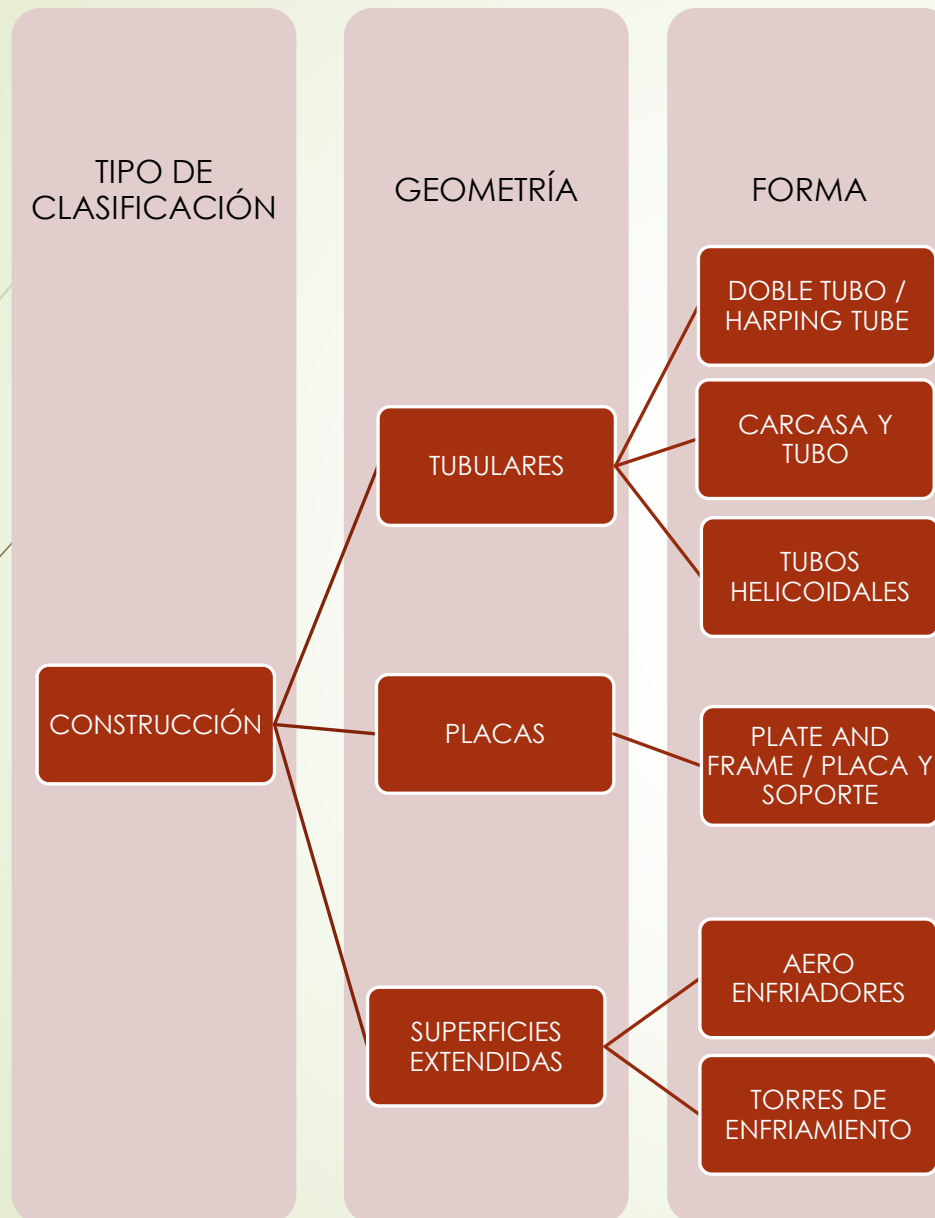 TIPO DE
CLASIFICACIÓN
GEOMETRÍA
FORMA
DOBLE TUBO /
HARPING TUBE
CARCASA Y
TUBO
TUBULARES
TUBOS
HELICOIDALES
CONSTRUCCIÓN
PLACAS
PLATE AND
FRAME / PLACA Y
SOPORTE
AERO
ENFRIADORES
SUPERFICIES
EXTENDIDAS
TORRES DE
ENFRIAMIENTO